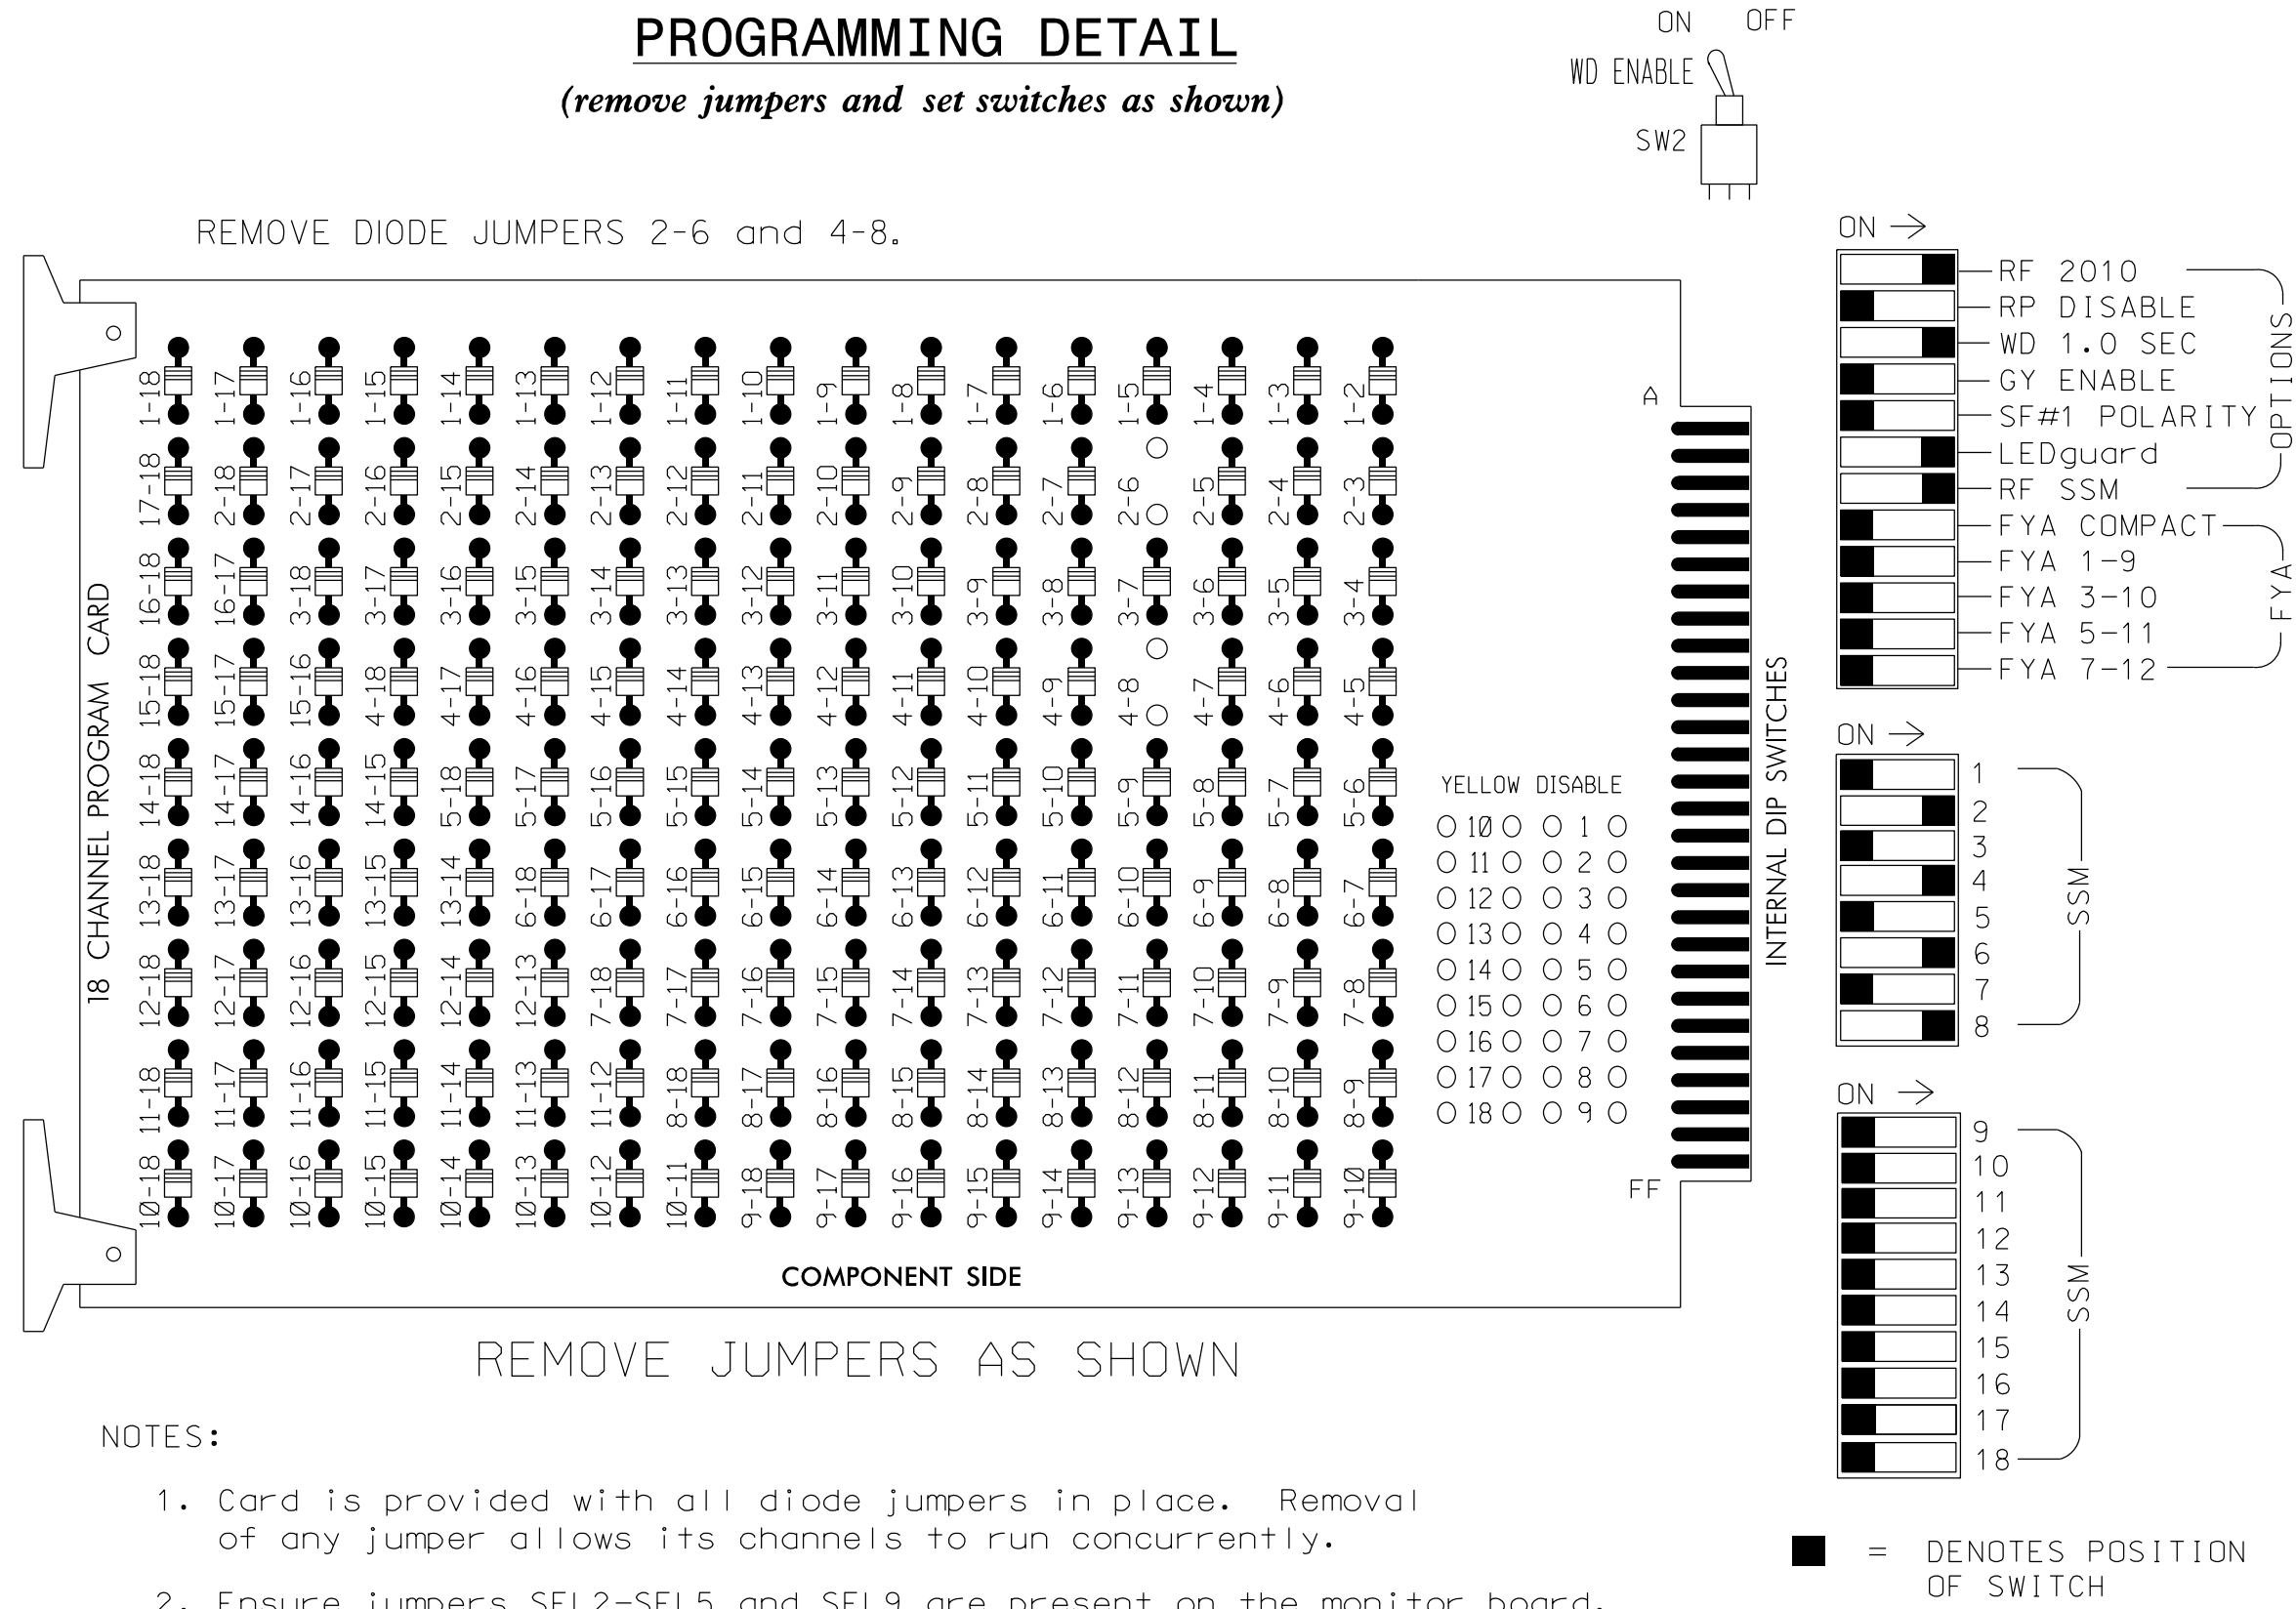 PROGRAMMING DETAIL
(remove jumpers and set switches as shown)
ON OFF
WD ENABLE
SW2
REMOVE DIODE JUMPERS 2-6 and 4-8.
18 CHANNEL PROGRAM CARD
1-18 1-17 1-16 1-15 1-14 1-13 1-12 1-11 1-10 1-9 1-8 1-7 1-6 1-5 1-4 1-3 1-2
17-18 2-18 2-17 2-16 2-15 2-14 2-13 2-12 2-11 2-10 2-9 2-8 2-7 2-6 2-5 2-4 2-3
16-18 16-17 3-18 3-17 3-16 3-15 3-14 3-13 3-12 3-11 3-10 3-9 3-8 3-7 3-6 3-5 3-4
15-18 15-17 15-16 4-18 4-17 4-16 4-15 4-14 4-13 4-12 4-11 4-10 4-9 4-8 4-7 4-6 4-5
14-18 14-17 14-16 14-15 5-18 5-17 5-16 5-15 5-14 5-13 5-12 5-11 5-10 5-9 5-8 5-7 5-6
13-18 13-17 13-16 13-15 13-14 6-18 6-17 6-16 6-15 6-14 6-13 6-12 6-11 6-10 6-9 6-8 6-7
12-18 12-17 12-16 12-15 12-14 12-13 7-18 7-17 7-16 7-15 7-14 7-13 7-12 7-11 7-10 7-9 7-8
11-18 11-17 11-16 11-15 11-14 11-13 11-12 8-18 8-17 8-16 8-15 8-14 8-13 8-12 8-11 8-10 8-9
10-18 10-17 10-16 10-15 10-14 10-13 10-12 10-11 9-18 9-17 9-16 9-15 9-14 9-13 9-12 9-11 9-10
COMPONENT SIDE
YELLOW DISABLE
10 1
11 2
12 3
13 4
14 5
15 6
16 7
17 8
18 9
A
FF
INTERNAL DIP SWITCHES
ON →
RF 2010
RP DISABLE
WD 1.0 SEC
GY ENABLE
SF#1 POLARITY
LEDguard
RF SSM
OPTIONS
FYA COMPACT
FYA 1-9
FYA 3-10
FYA 5-11
FYA 7-12
FYA
ON →
1
2
3
4
5
6
7
8
SSM
ON →
9
10
11
12
13
14
15
16
17
18
SSM
REMOVE JUMPERS AS SHOWN
NOTES:
1. Card is provided with all diode jumpers in place. Removal
of any jumper allows its channels to run concurrently.
2. Ensure jumpers SEL2-SEL5 and SEL9 are present on the monitor board.
= DENOTES POSITION
OF SWITCH